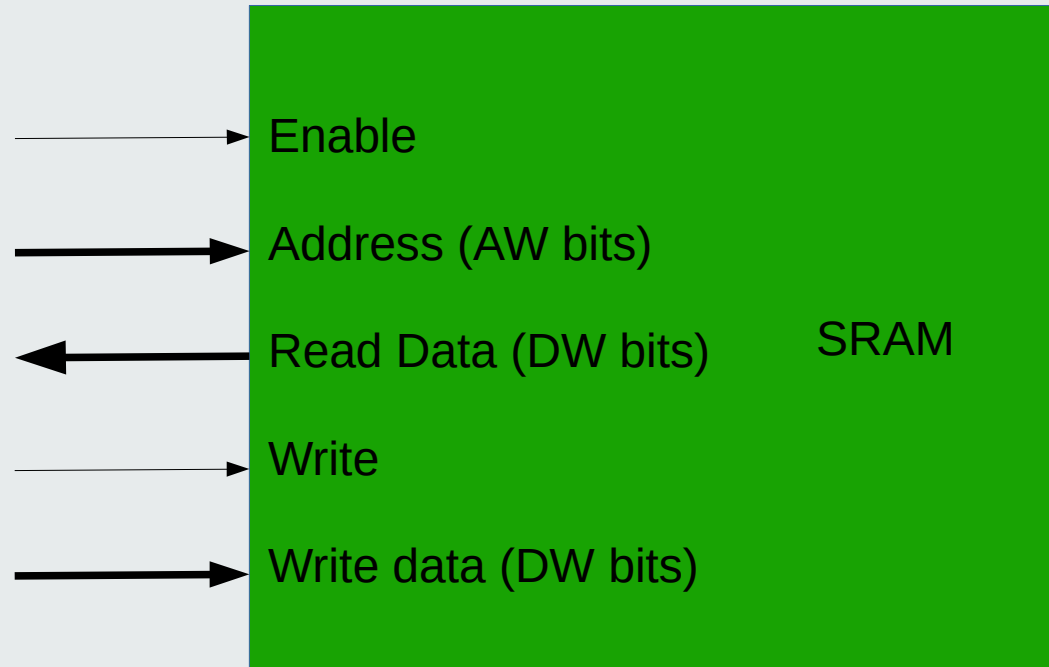 Enable
Address (AW bits)
Read Data (DW bits)
SRAM
Write
Write data (DW bits)